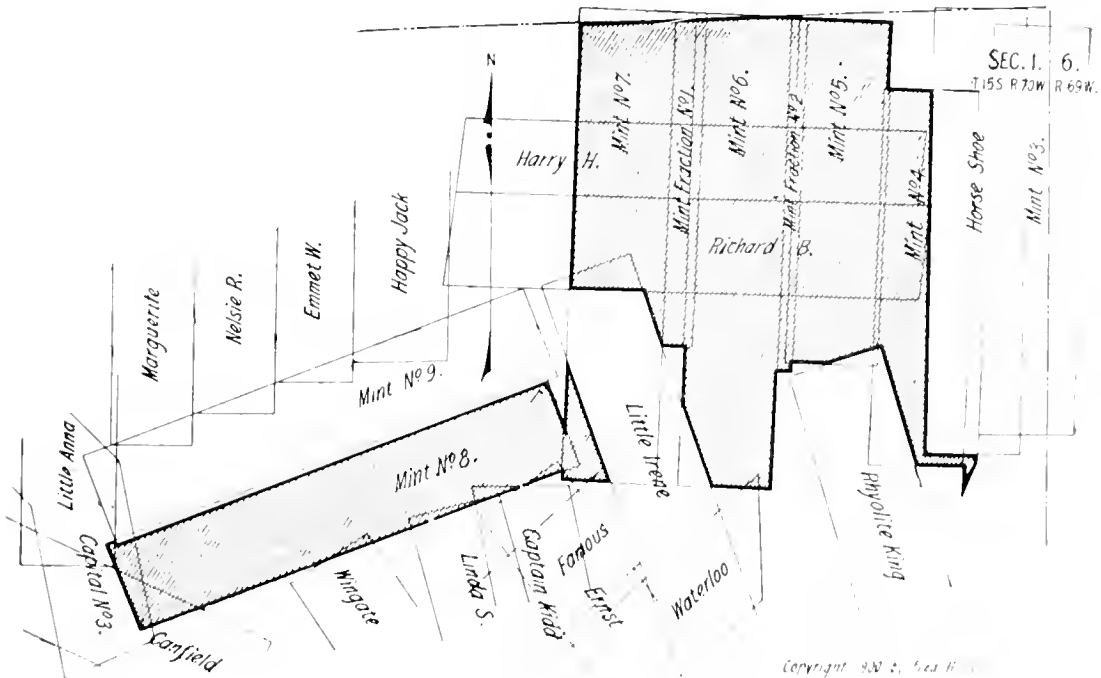 N
SEC. 1. 6.
T15S R70W R 69W.
Mint Nº7.
Mint Fraction Nº1.
Mint Nº6.
Mint Fraction Nº2
Mint Nº5.
Mint Nº4.
Horse Shoe
Mint Nº3.
Harry H.
Richard B.
Happy Jack
Emmet W.
Nelsie R.
Marguerite
Little Anna
Mint Nº9.
Mint Nº8.
Little Irene
Capital Nº3.
Canfield
Wingate
Linda S.
Captain Kidd
Famous
Ernst
Waterloo
Rhyolite King
Copyright